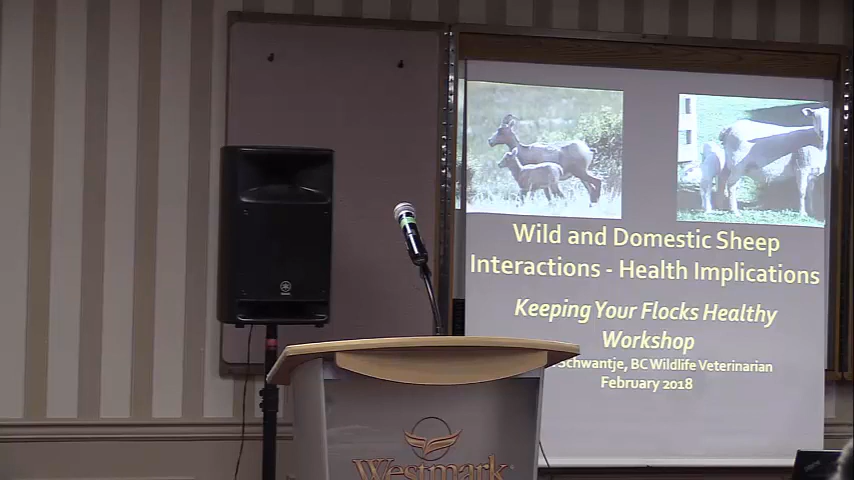 Wild and Domestic Sheep
Interactions - Health Implications
Keeping Your Flocks Healthy
Workshop
Schwantje, BC Wildlife Veterinarian
February 2018
Westmark